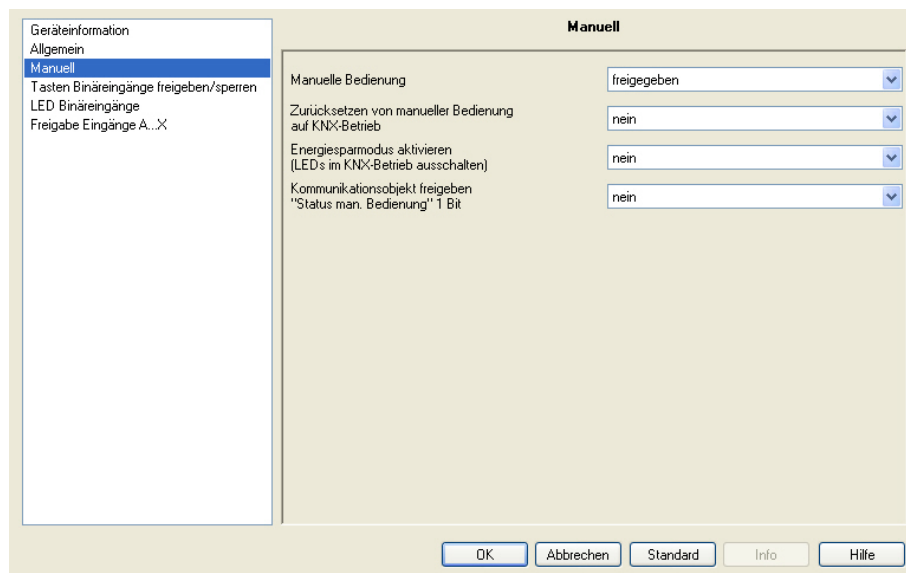 Geräteinformation
Allgemein
Manuell
Tasten Binäreingänge freigeben/sperren
LED Binäreingänge
Freigabe Eingänge A...X
Manuell
Manuelle Bedienung
freigegeben
Zurücksetzen von manueller Bedienung
auf KNX-Betrieb
nein
Energiesparmodus aktivieren
(LEDs im KNX-Betrieb ausschalten)
nein
Kommunikationsobjekt freigeben
"Status man. Bedienung" 1 Bit
nein
OK
Abbrechen
Standard
Info
Hilfe